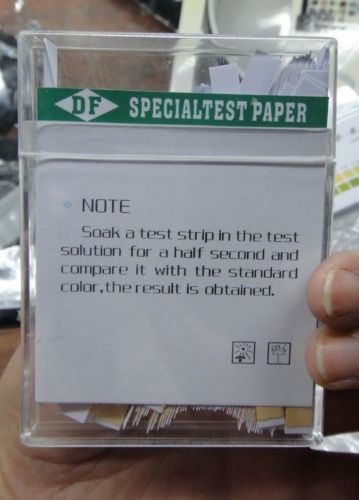 DF SPECIALTEST PAPER
NOTE
Soak a test strip in the test
solution for a half second and
compare it with the standard
color,the result is obtained.